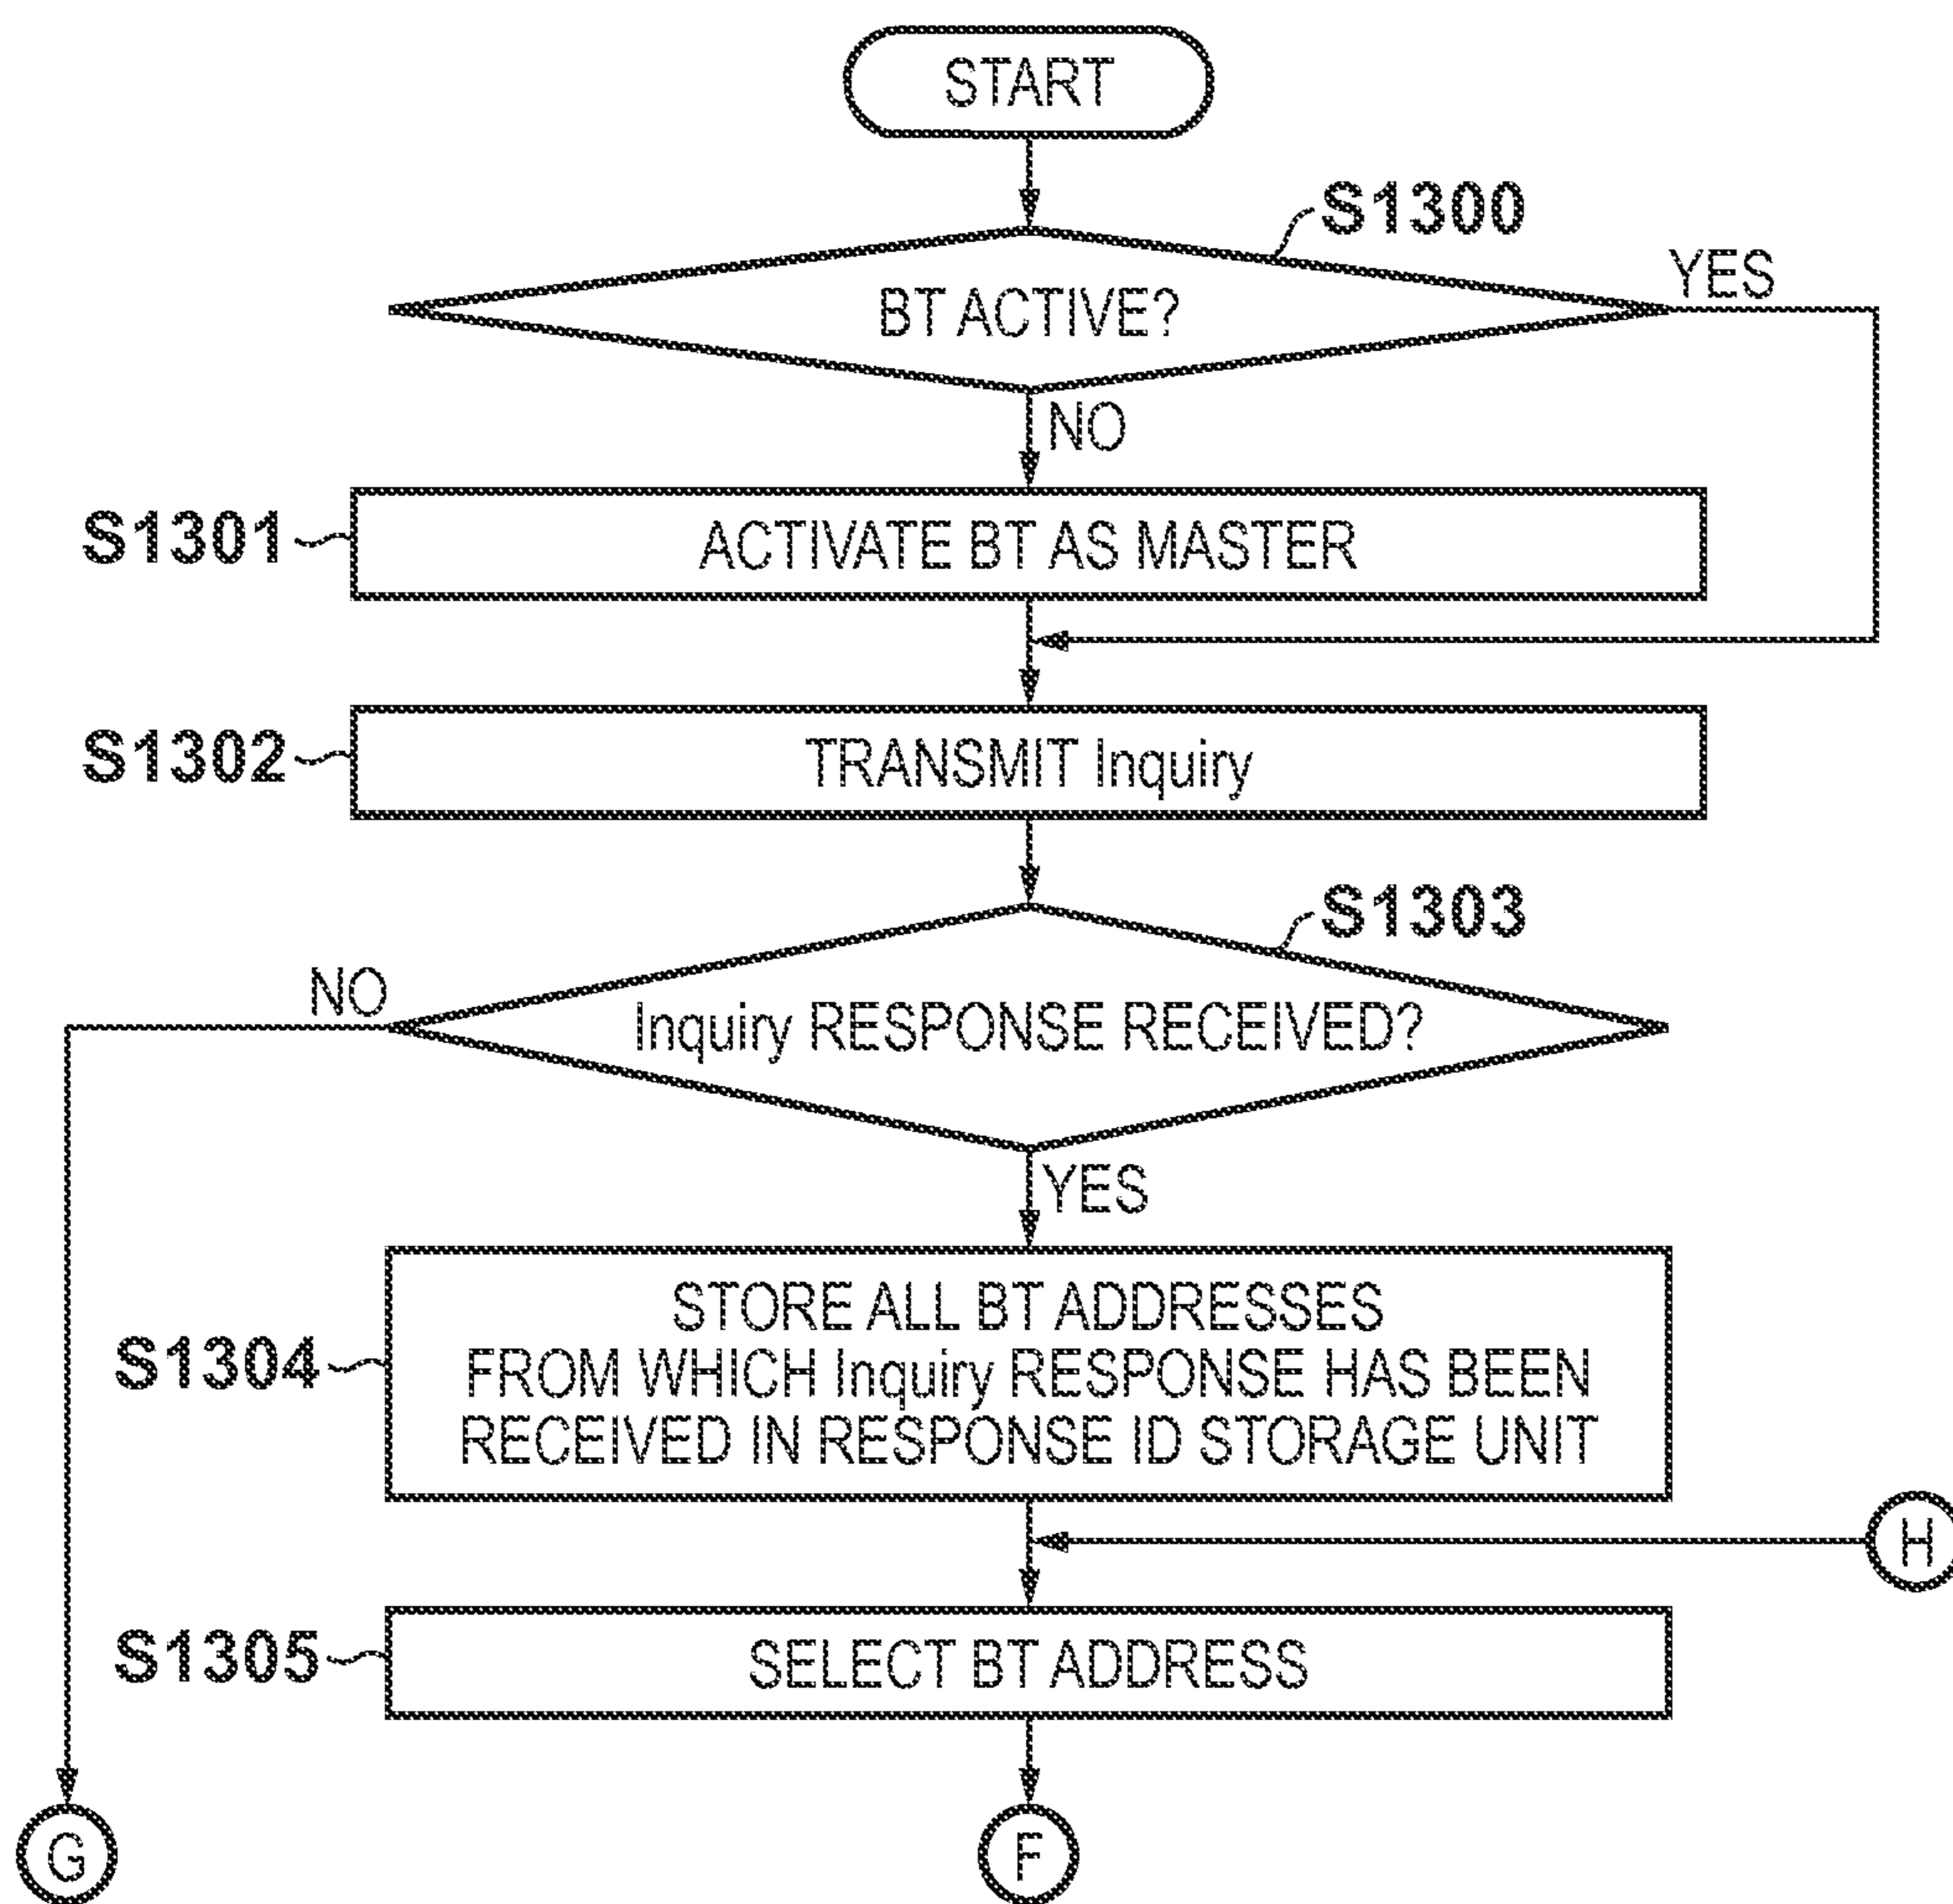 START
S1300
YES
BT ACTIVE?
NO
S1301
ACTIVATE BT AS MASTER
S1302
TRANSMIT Inquiry
S1303
NO
Inquiry RESPONSE RECEIVED?
YES
STORE ALL BT ADDRESSES
S1304
FROM WHICH Inquiry RESPONSE HAS BEEN
RECEIVED IN RESPONSE ID STORAGE UNIT
H
S1305
SELECT BT ADDRESS
G
F